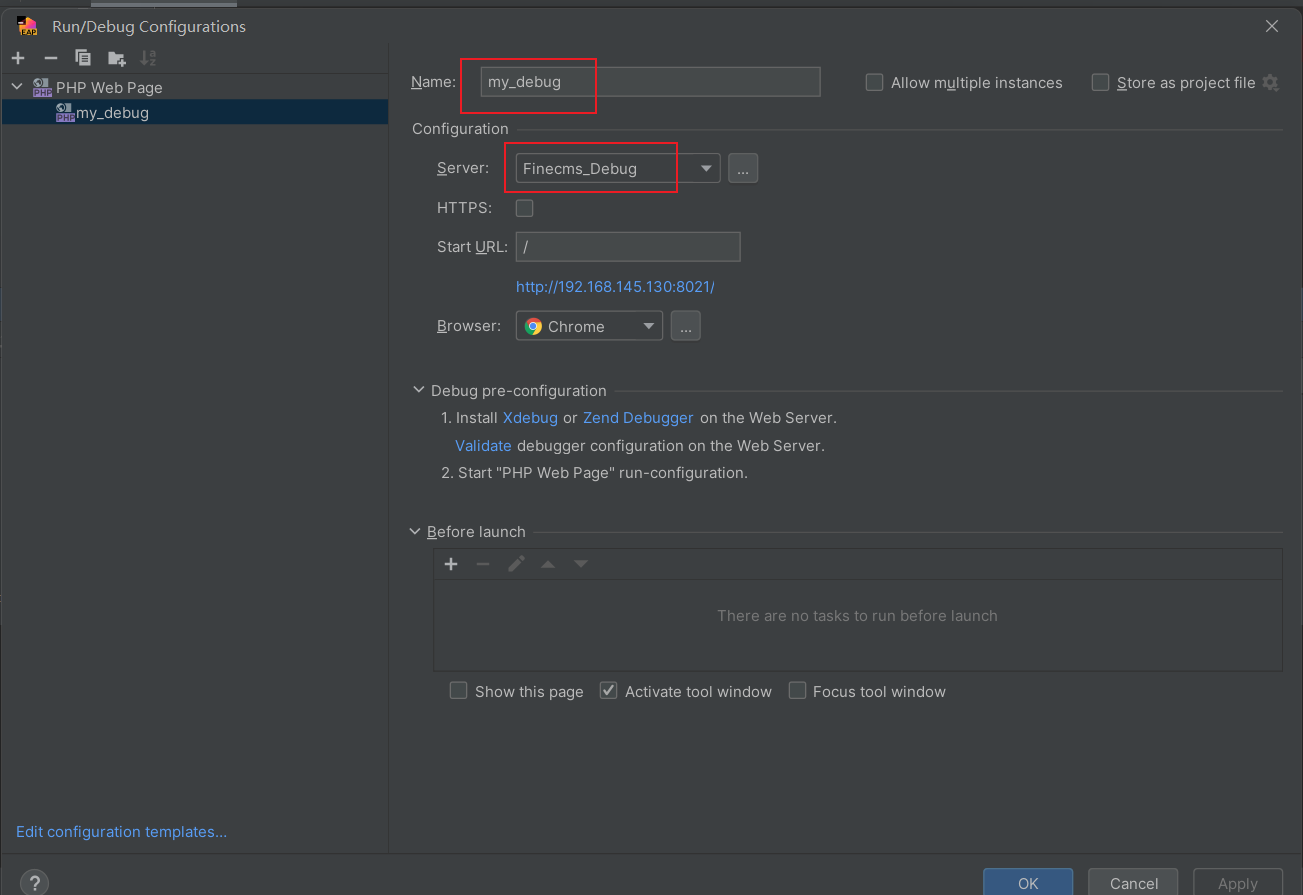 EAP Run/Debug Configurations
PHP Web Page
my_debug
Name: my_debug
Allow multiple instances
Store as project file
Configuration
Server: Finecms_Debug ...
HTTPS:
Start URL: /
http://192.168.145.130:8021/
Browser: Chrome ...
Debug pre-configuration
1. Install Xdebug or Zend Debugger on the Web Server.
Validate debugger configuration on the Web Server.
2. Start "PHP Web Page" run-configuration.
Before launch
There are no tasks to run before launch
Show this page
Activate tool window
Focus tool window
Edit configuration templates...
? OK Cancel Apply